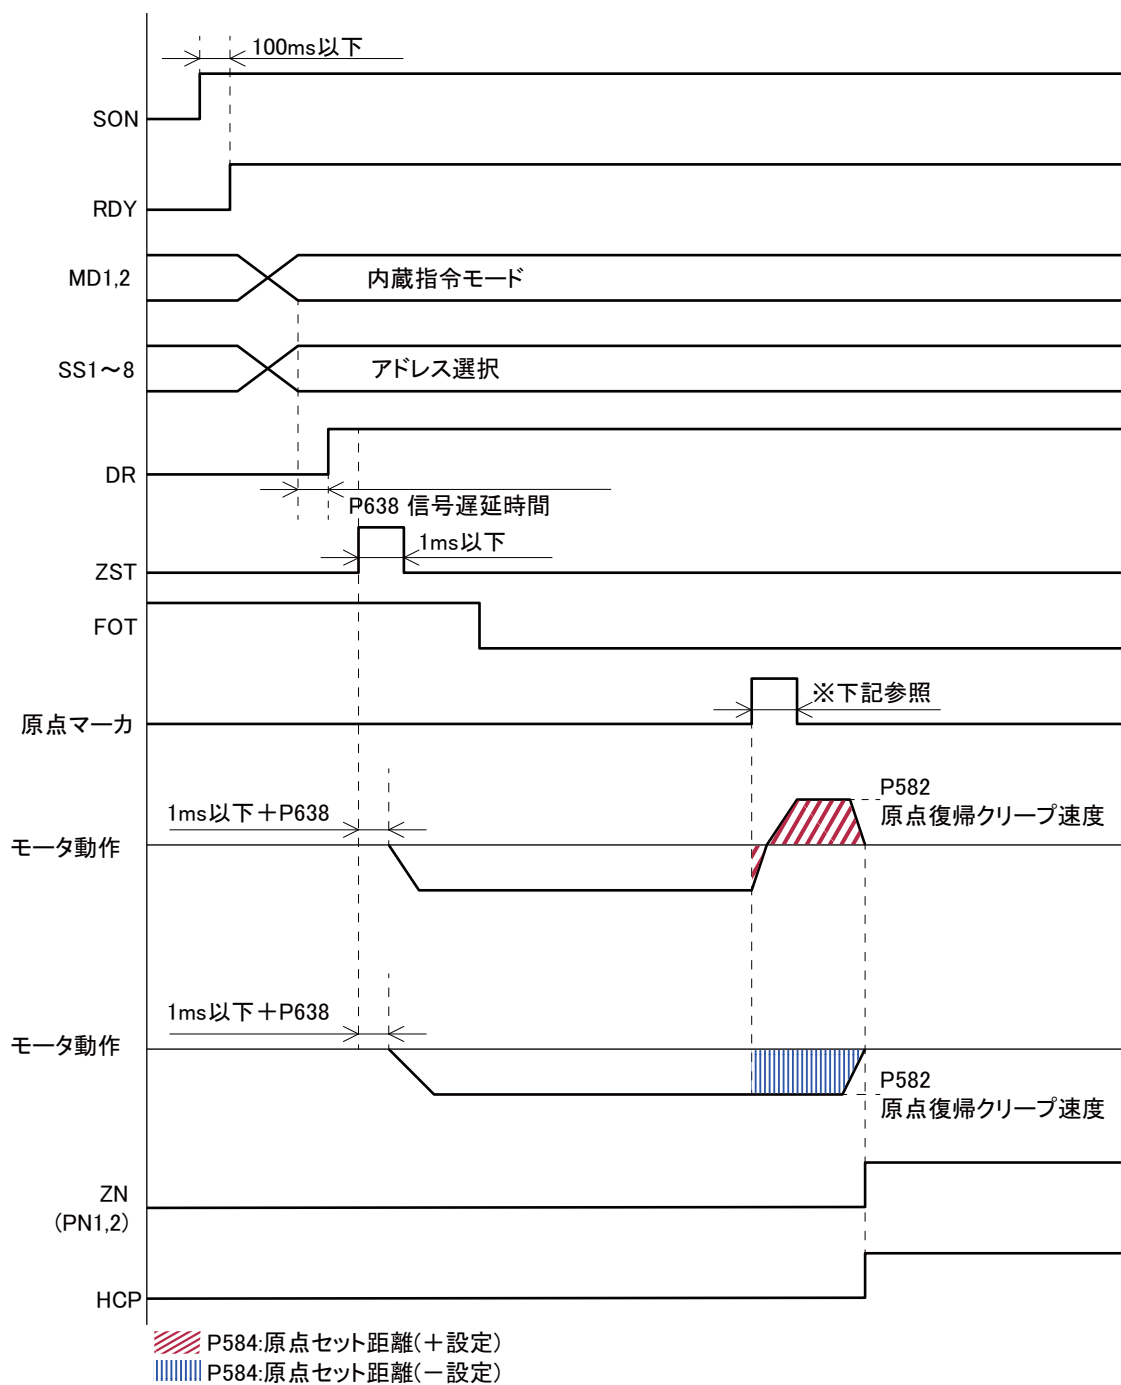 100ms以下
SON
RDY
MD1,2
内蔵指令モード
SS1～8
アドレス選択
DR
P638 信号遅延時間
1ms以下
ZST
FOT
※下記参照
原点マーカ
P582
原点復帰クリープ速度
1ms以下＋P638
モータ動作
1ms以下＋P638
モータ動作
P582
原点復帰クリープ速度
ZN
(PN1,2)
HCP
P584:原点セット距離(＋設定)
P584:原点セット距離(－設定)